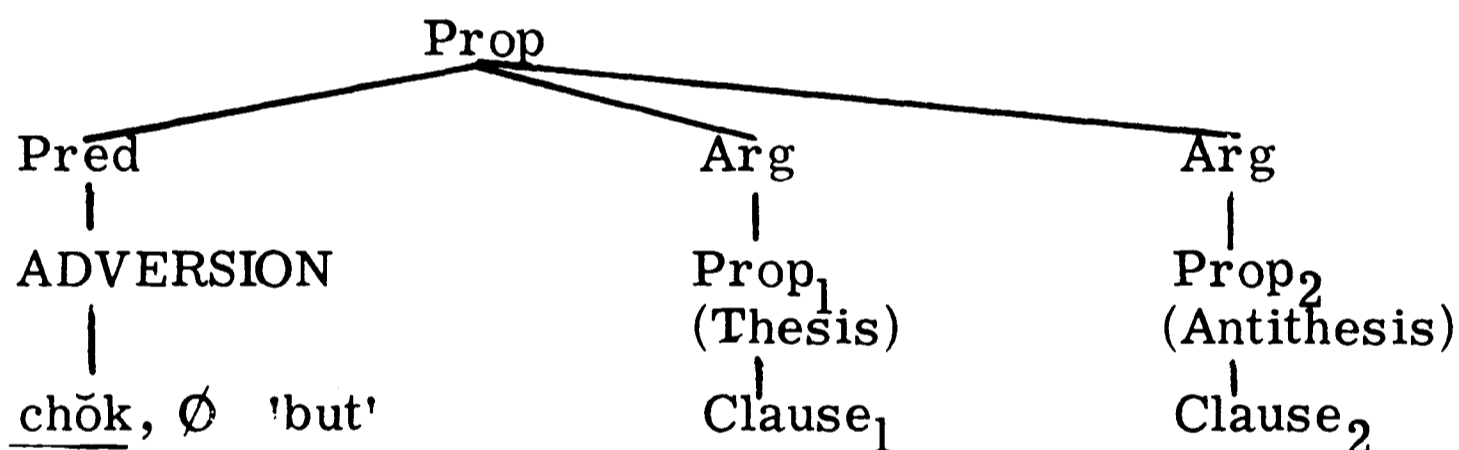 Prop
Pred Arg Arg
ADVERSION Prop₁ Prop₂
(Thesis) (Antithesis)
chŏk, Ø 'but' Clause₁ Clause₂